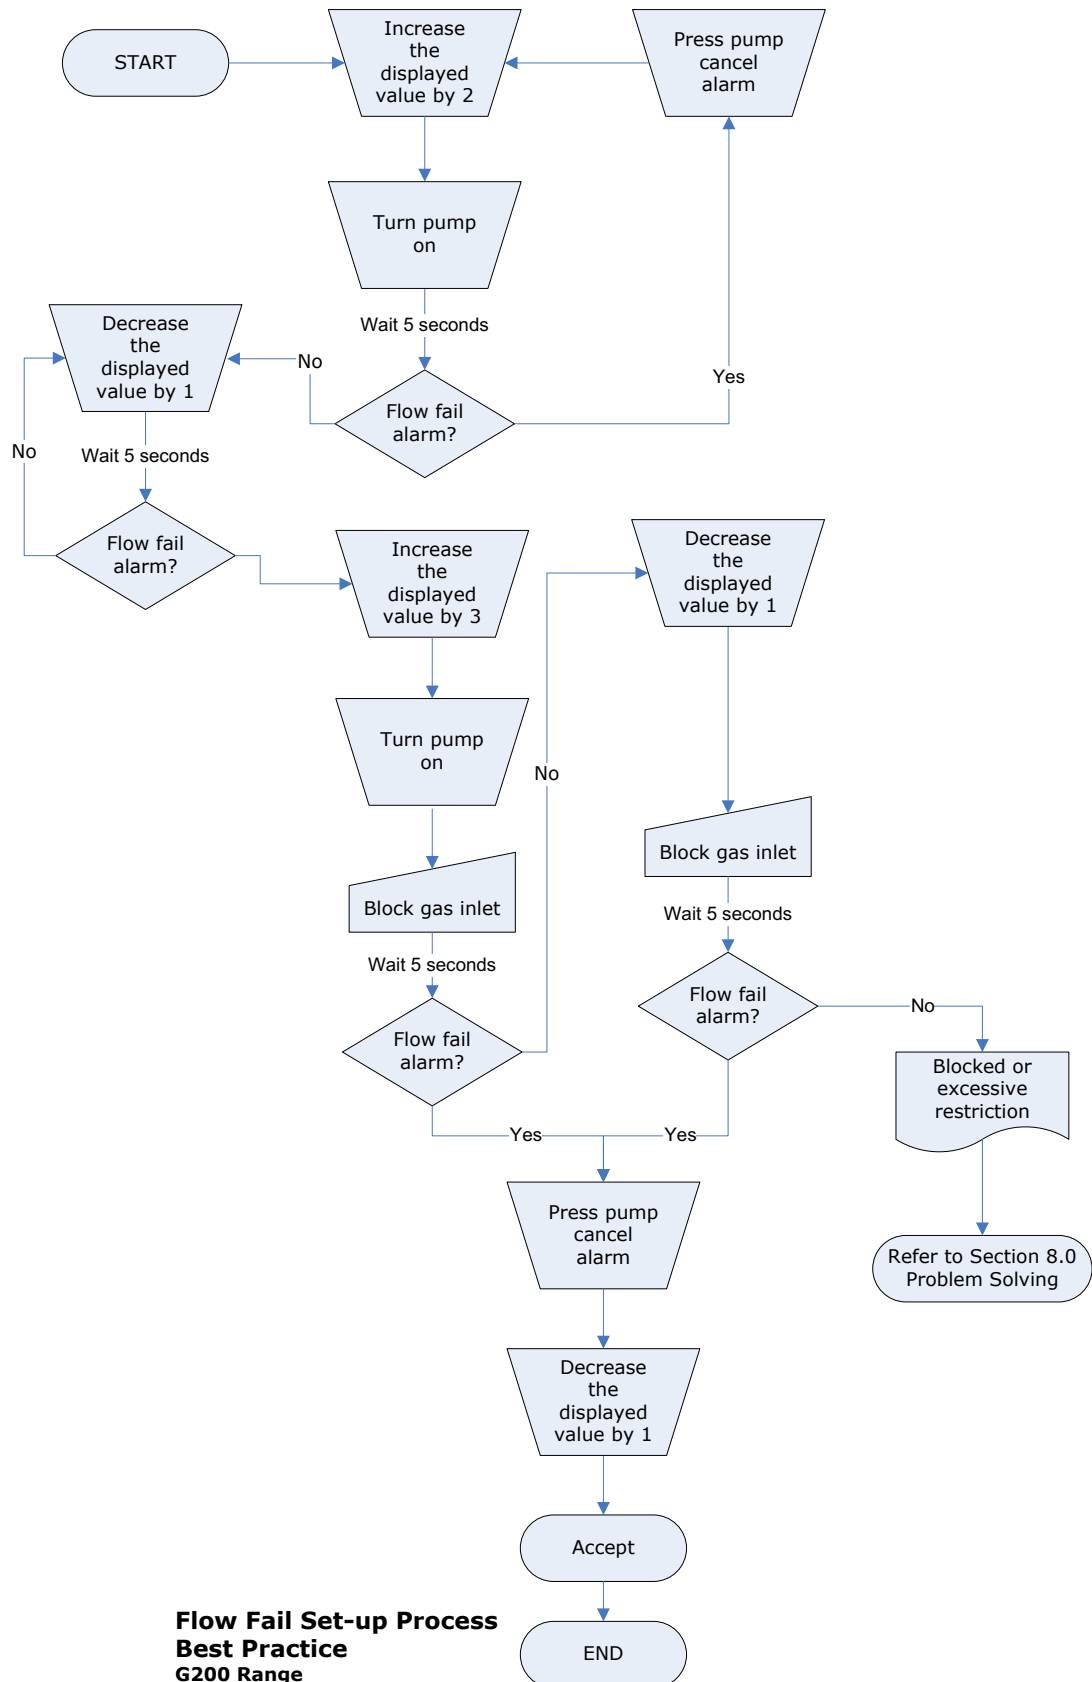 START
Increase
the
displayed
value by 2
Press pump
cancel
alarm
Turn pump
on
Wait 5 seconds
Flow fail
alarm?
Yes
No
Decrease
the
displayed
value by 1
Wait 5 seconds
No
Flow fail
alarm?
Increase
the
displayed
value by 3
Turn pump
on
Block gas inlet
Wait 5 seconds
Flow fail
alarm?
No
Decrease
the
displayed
value by 1
Block gas inlet
Wait 5 seconds
Flow fail
alarm?
No
Blocked or
excessive
restriction
Refer to Section 8.0
Problem Solving
Yes
Yes
Press pump
cancel
alarm
Decrease
the
displayed
value by 1
Accept
END
Flow Fail Set-up Process
Best Practice
G200 Range